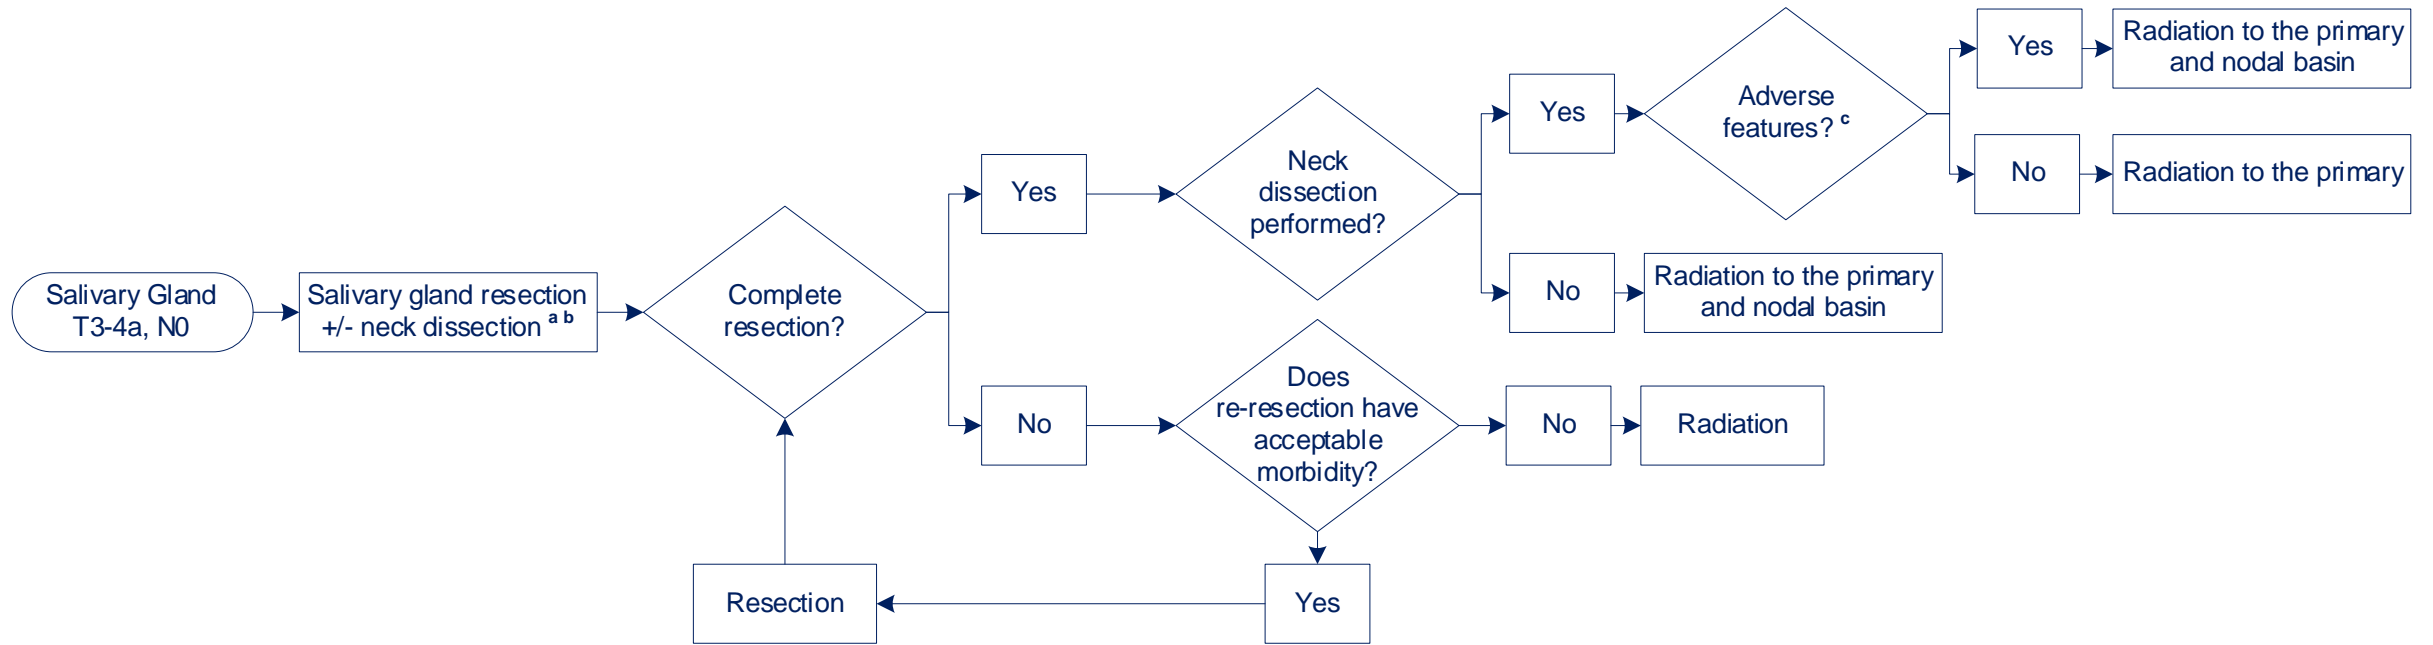 Salivary Gland
T3-4a, N0
Salivary gland resection
+/- neck dissection a b
Complete
resection?
Yes
Neck
dissection
performed?
Yes
Adverse
features? c
Yes
Radiation to the primary
and nodal basin
No
Radiation to the primary
No
Radiation to the primary
and nodal basin
No
Does
re-resection have
acceptable
morbidity?
No
Radiation
Yes
Resection